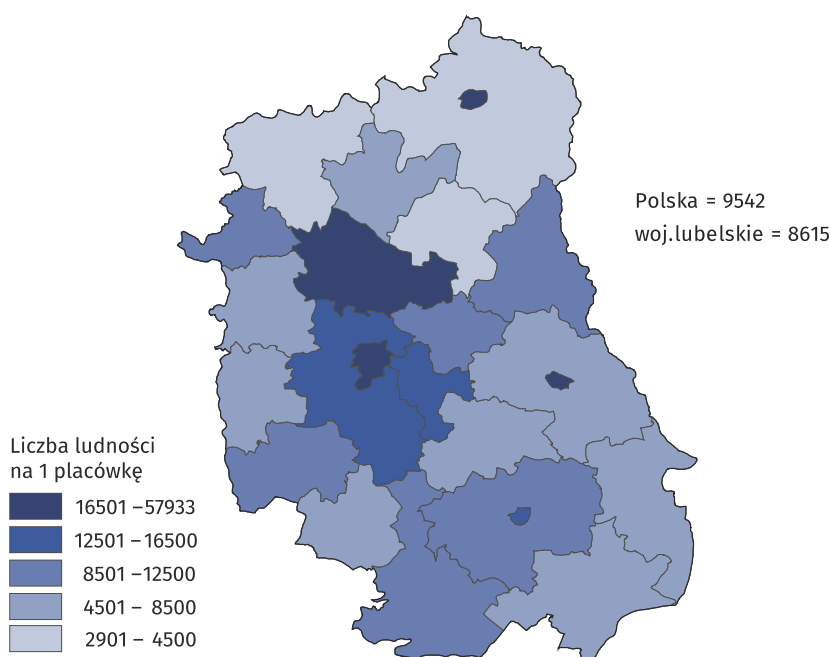 Polska = 9542
woj.lubelskie = 8615
Liczba ludności
na 1 placówkę
16501 –57933
12501 –16500
8501 –12500
4501 – 8500
2901 – 4500